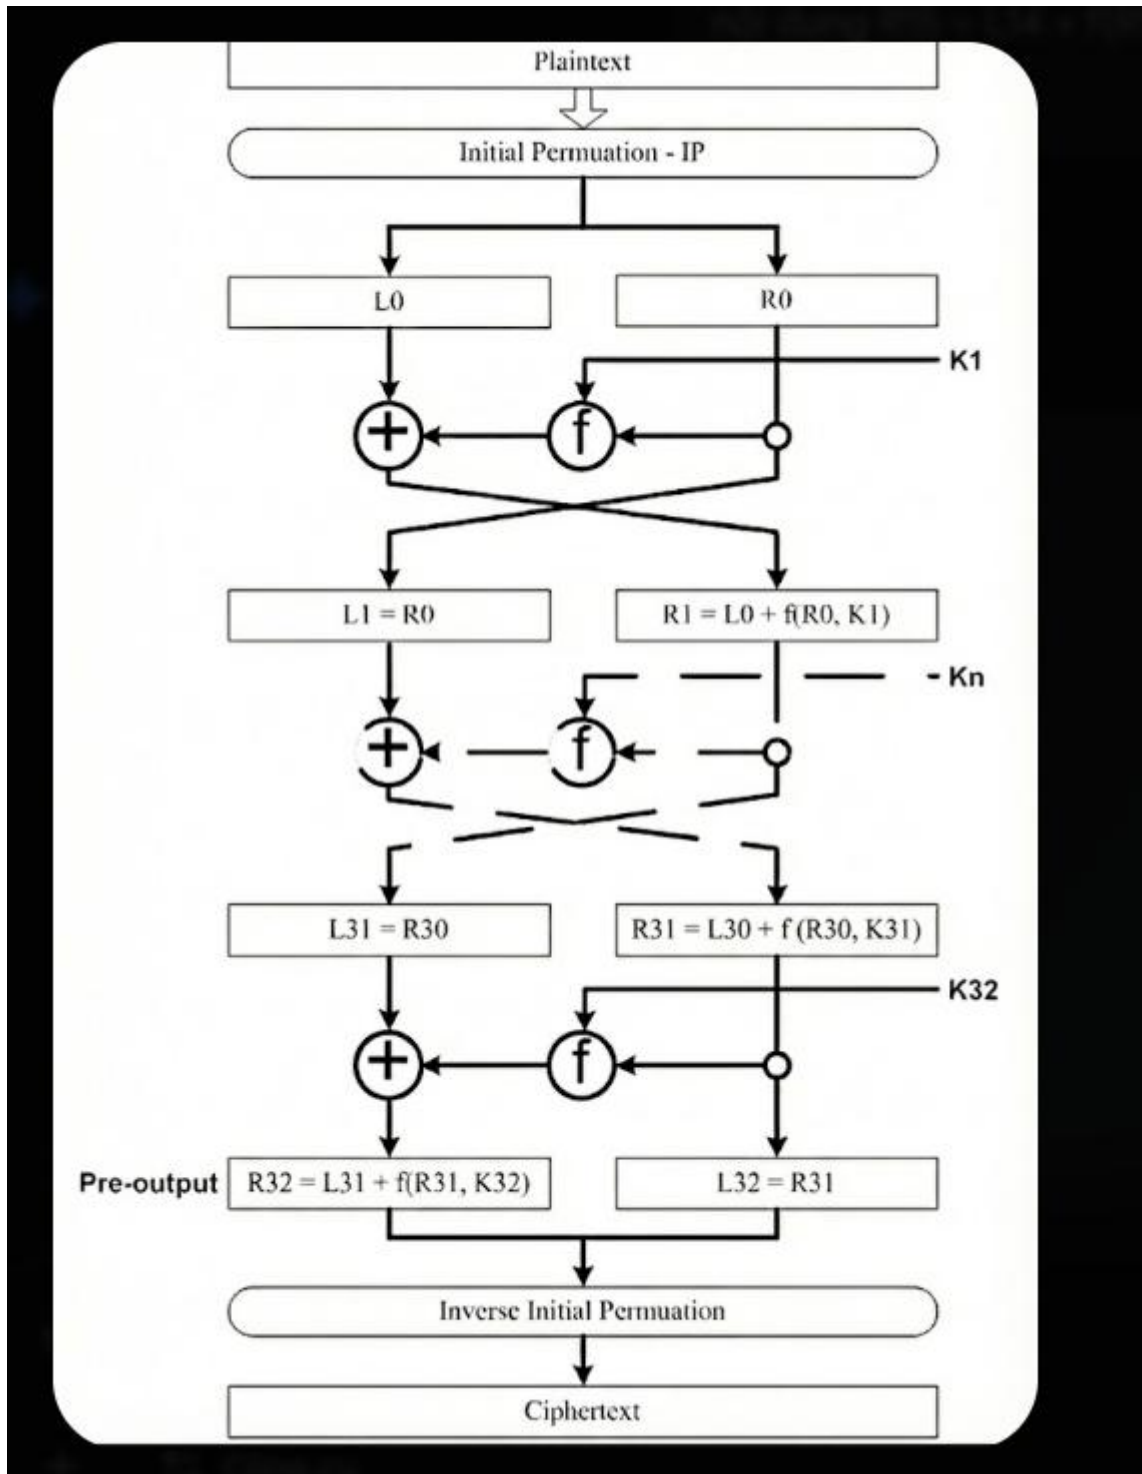 Plaintext
Initial Permuation - IP
L0
R0
K1
+
f
L1 = R0
R1 = L0 + f(R0, K1)
Kn
+
f
L31 = R30
R31 = L30 + f (R30, K31)
K32
+
f
Pre-output
R32 = L31 + f(R31, K32)
L32 = R31
Inverse Initial Permuation
Ciphertext